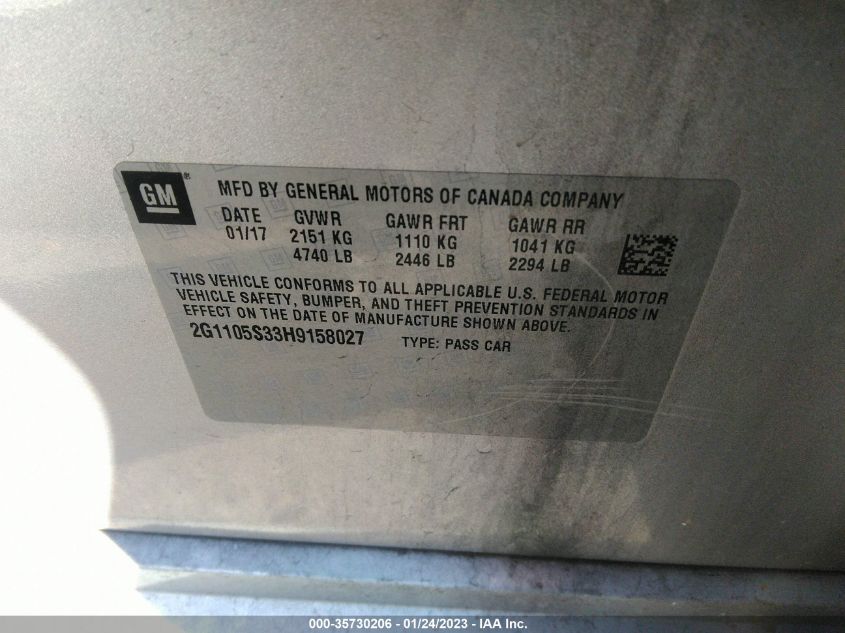 GM ®
MFD BY GENERAL MOTORS OF CANADA COMPANY
DATE GVWR GAWR FRT GAWR RR
01/17 2151 KG 1110 KG 1041 KG
4740 LB 2446 LB 2294 LB
THIS VEHICLE CONFORMS TO ALL APPLICABLE U.S. FEDERAL MOTOR
VEHICLE SAFETY, BUMPER, AND THEFT PREVENTION STANDARDS IN
EFFECT ON THE DATE OF MANUFACTURE SHOWN ABOVE.
2G1105S33H9158027 TYPE: PASS CAR
000-35730206 - 01/24/2023 - IAA Inc.